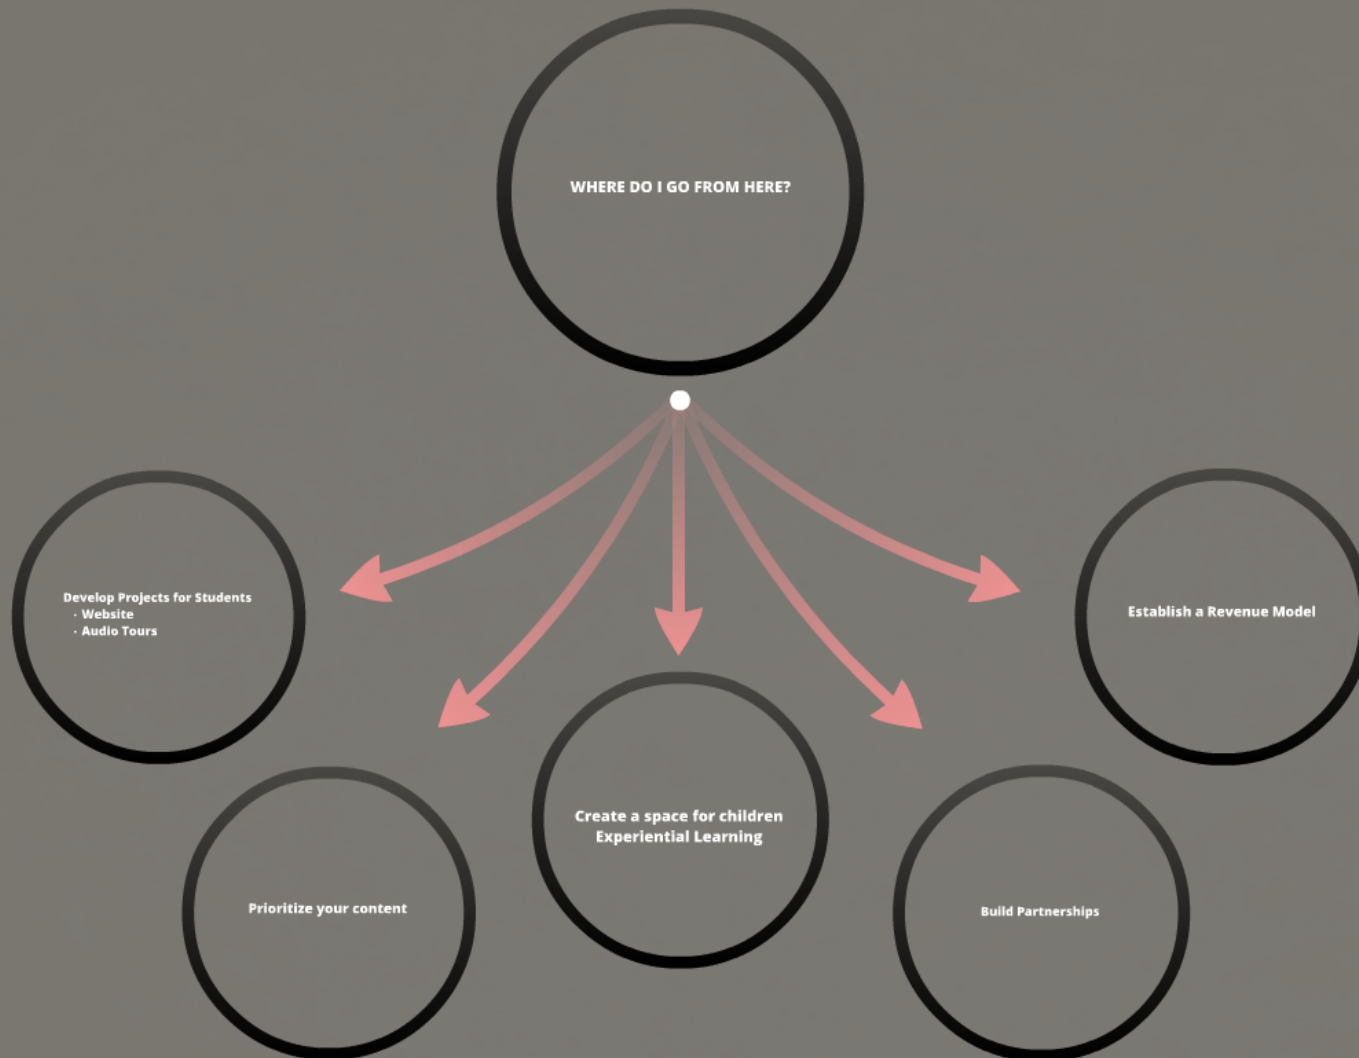 WHERE DO I GO FROM HERE?
Develop Projects for Students
· Website
· Audio Tours
Prioritize your content
Create a space for children
Experiential Learning
Build Partnerships
Establish a Revenue Model